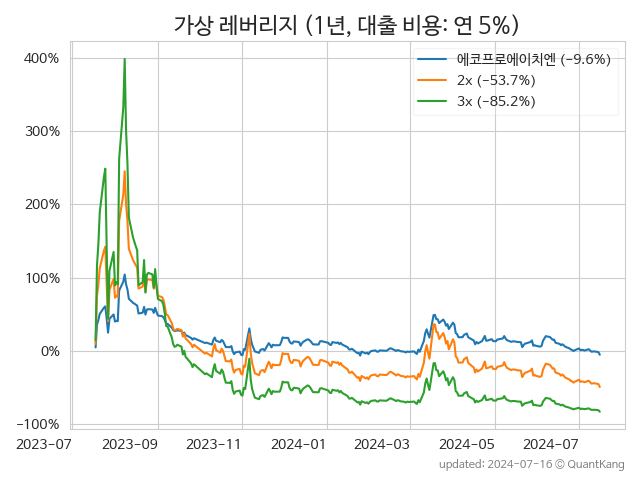 가상 레버리지 (1년, 대출 비용: 연 5%)
에코프로에이치엔 (−9.6%)
2x (−53.7%)
3x (−85.2%)
400%
300%
200%
100%
0%
−100%
2023-07 2023-09 2023-11 2024-01 2024-03 2024-05 2024-07
updated: 2024-07-16 © QuantKang